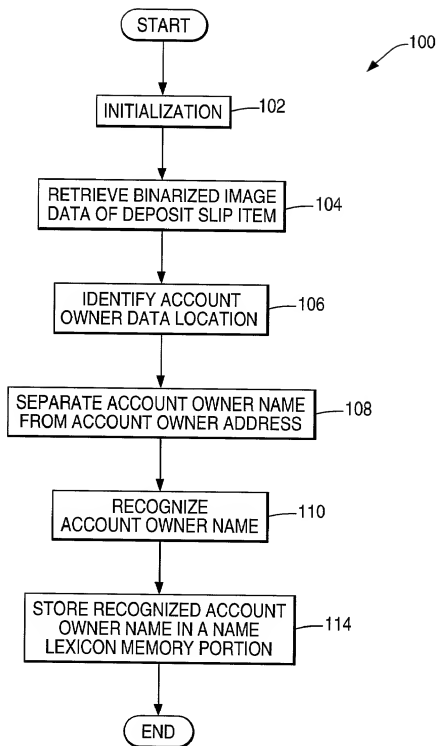 START
100
INITIALIZATION
102
RETRIEVE BINARIZED IMAGE
DATA OF DEPOSIT SLIP ITEM
104
IDENTIFY ACCOUNT
OWNER DATA LOCATION
106
SEPARATE ACCOUNT OWNER NAME
FROM ACCOUNT OWNER ADDRESS
108
RECOGNIZE
ACCOUNT OWNER NAME
110
STORE RECOGNIZED ACCOUNT
OWNER NAME IN A NAME
LEXICON MEMORY PORTION
114
END